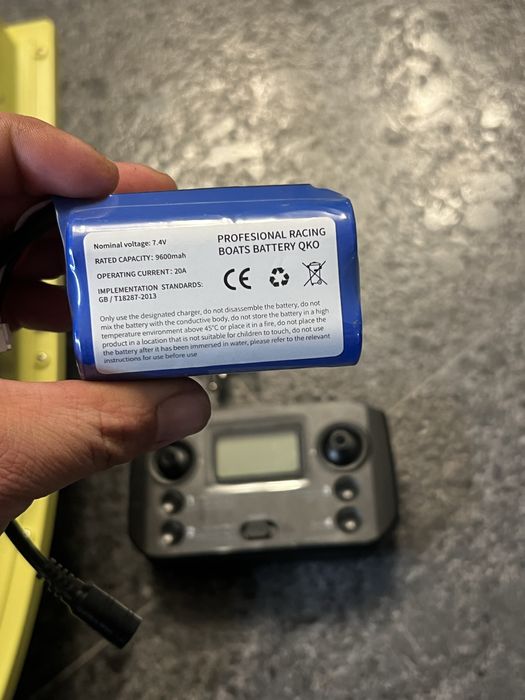 Nominal voltage: 7.4V
RATED CAPACITY: 9600mah
OPERATING CURRENT: 20A
IMPLEMENTATION STANDARDS:
GB / T18287-2013
PROFESIONAL RACING
BOATS BATTERY QKO
CE
Only use the designated charger, do not disassemble the battery, do not
mix the battery with the conductive body, do not store the battery in a high
temperature environment above 45°C or place it in a fire, do not place the
product in a location that is not suitable for children to touch, do not use
the battery after it has been immersed in water, please refer to the relevant
instructions for use before use